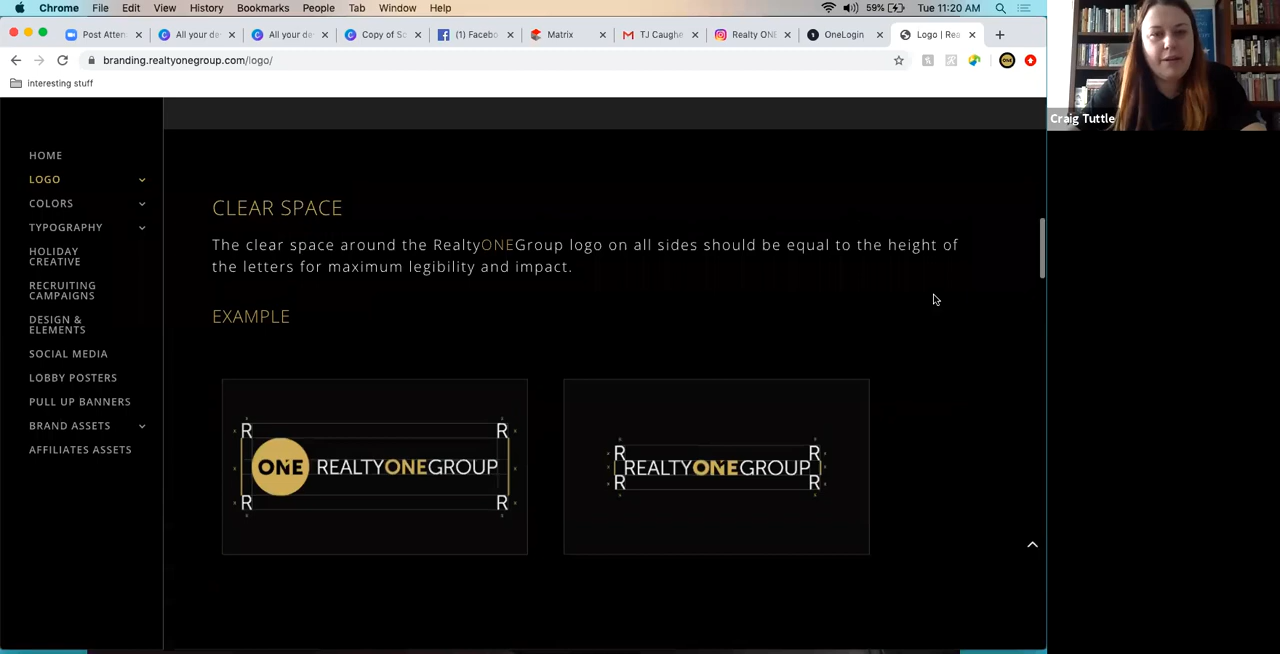 Chrome File Edit View History Bookmarks People Tab Window Help 59% Tue 11:20 AM
Post Atten All your de All your de Copy of Sc (1) Facebo Matrix TJ Caughe Realty ONE OneLogin Logo | Rea
branding.realtyonegroup.com/logo/
interesting stuff
Craig Tuttle
HOME
LOGO
COLORS
TYPOGRAPHY
HOLIDAY
CREATIVE
RECRUITING
CAMPAIGNS
DESIGN &
ELEMENTS
SOCIAL MEDIA
LOBBY POSTERS
PULL UP BANNERS
BRAND ASSETS
AFFILIATES ASSETS
CLEAR SPACE
The clear space around the RealtyONEGroup logo on all sides should be equal to the height of
the letters for maximum legibility and impact.
EXAMPLE
R R
ONE REALTYONEGROUP
R R
R R
REALTYONEGROUP
R R